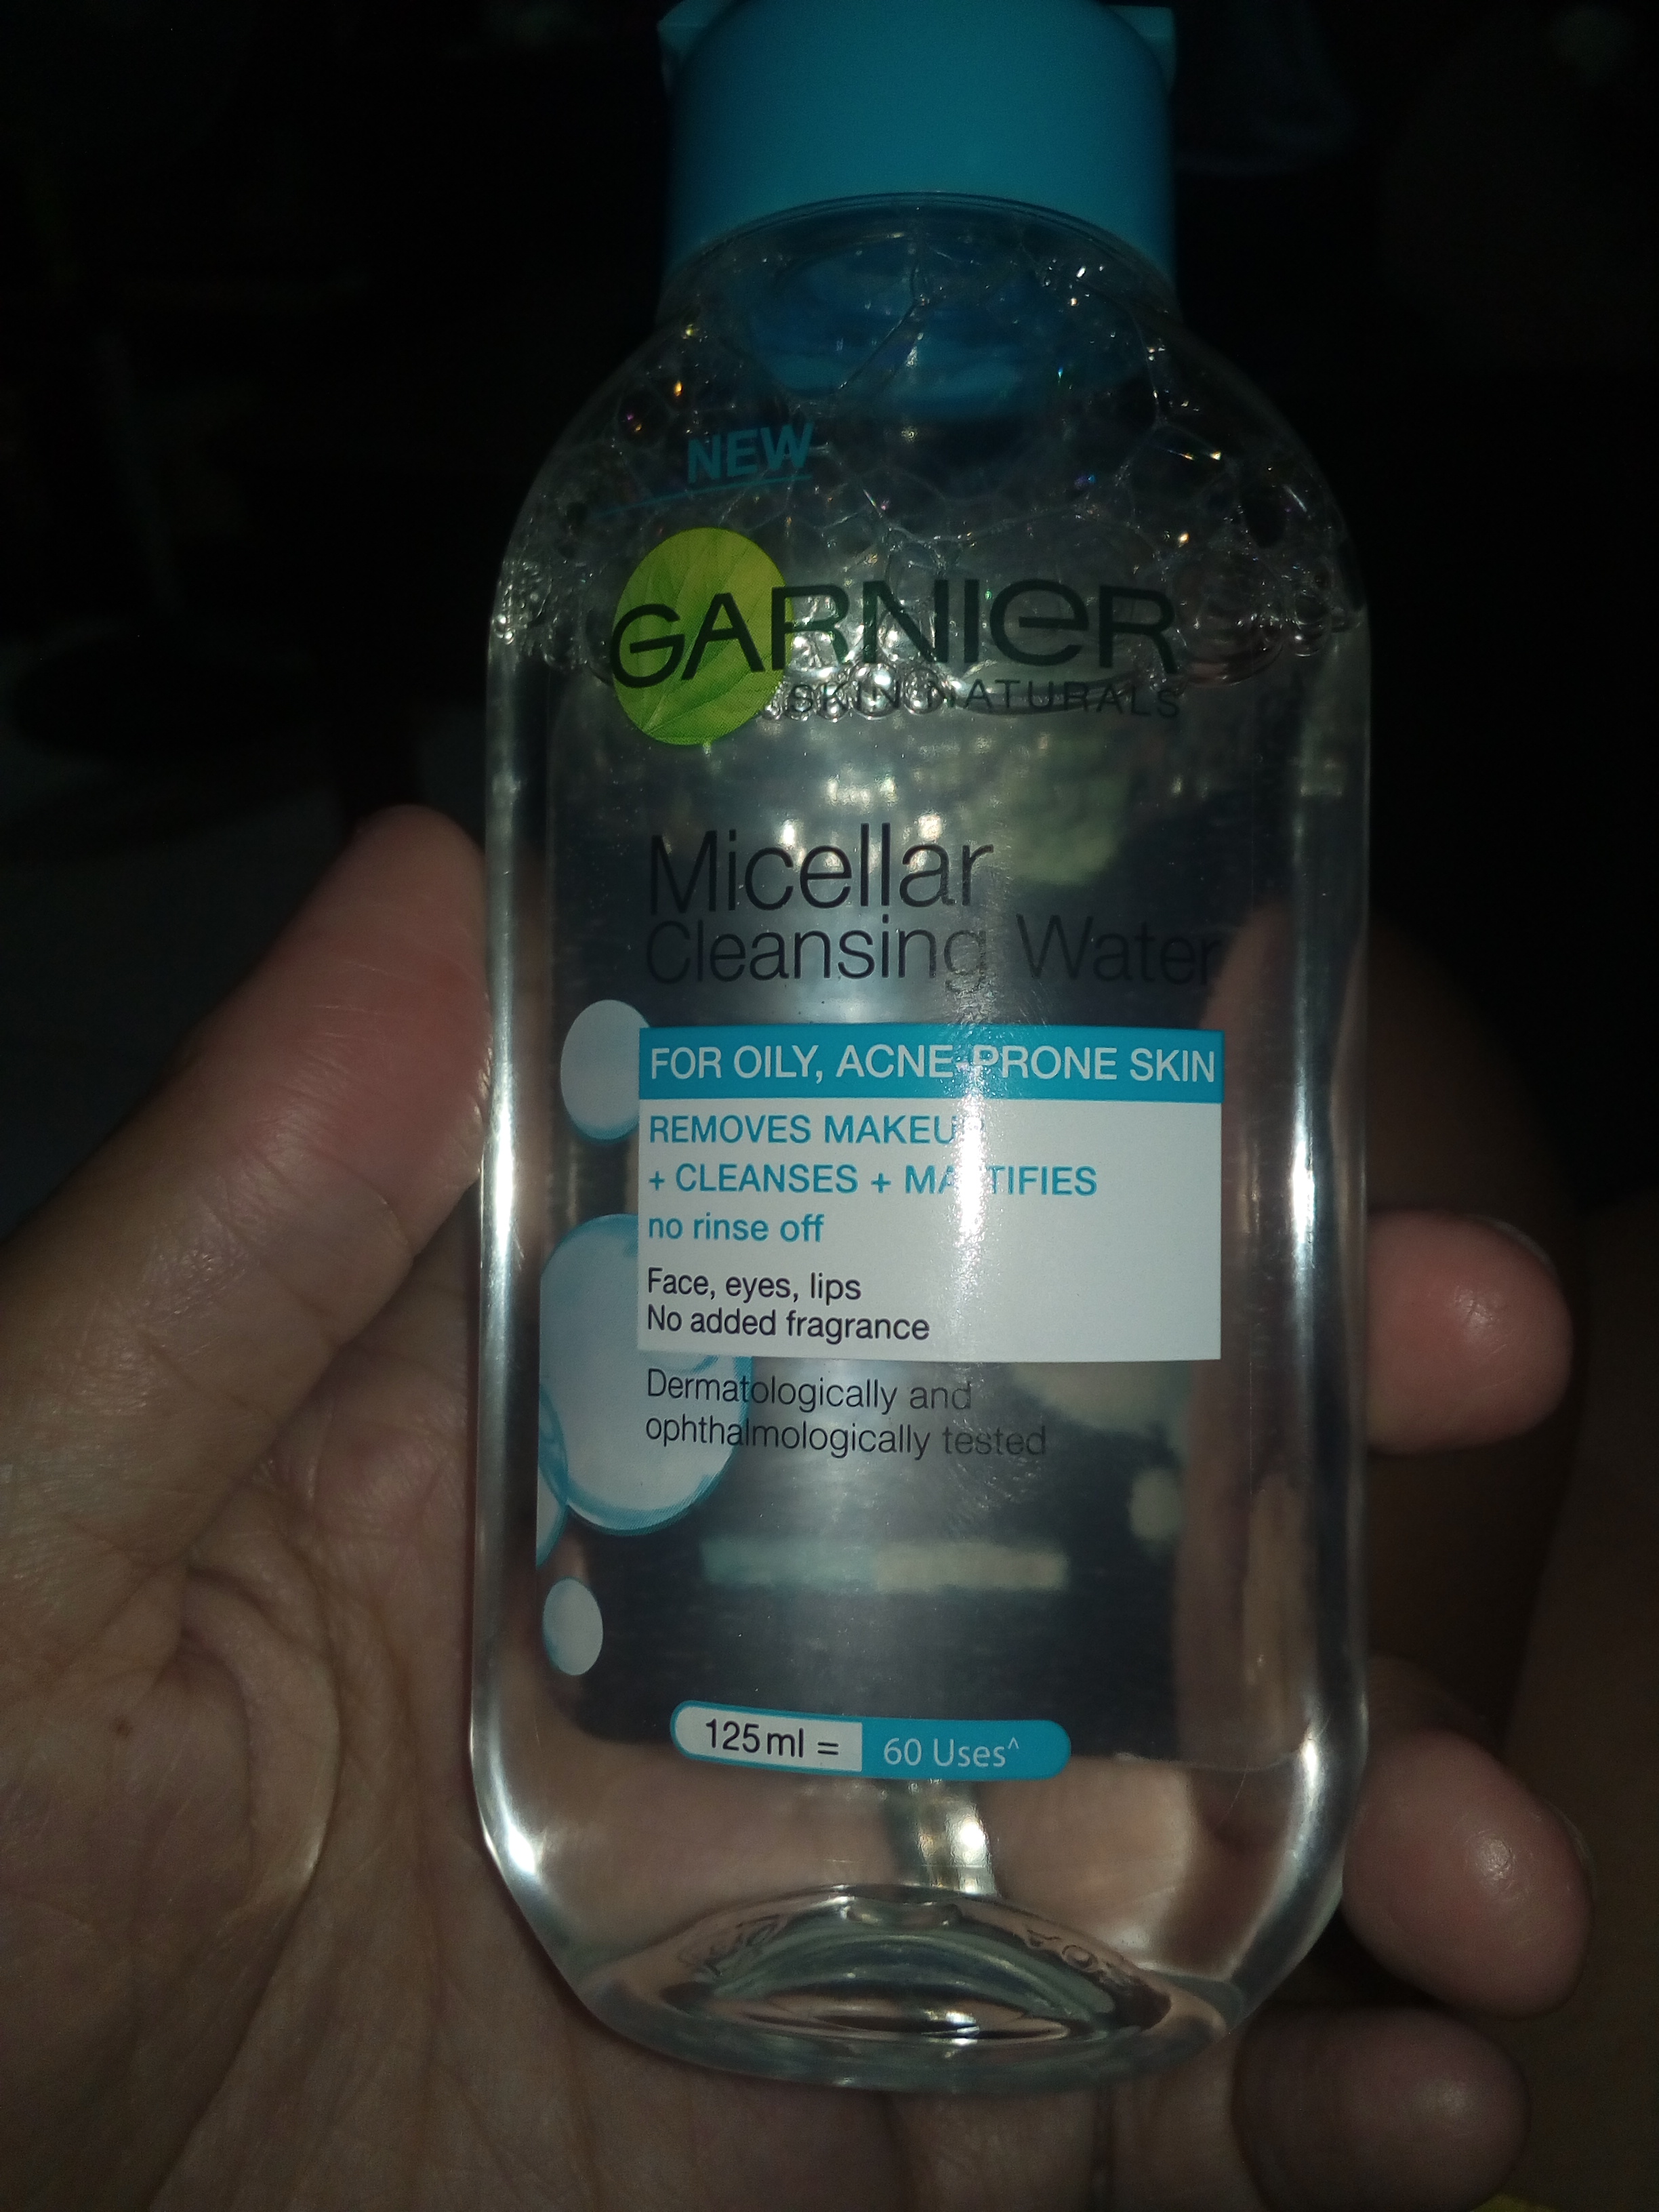 NEW
GARNIER
SKIN NATURALS
Micellar
Cleansing Water
FOR OILY, ACNE-PRONE SKIN
REMOVES MAKEUP
+ CLEANSES + MATTIFIES
no rinse off
Face, eyes, lips
No added fragrance
Dermatologically and
ophthalmologically tested
125ml = 60 Uses^